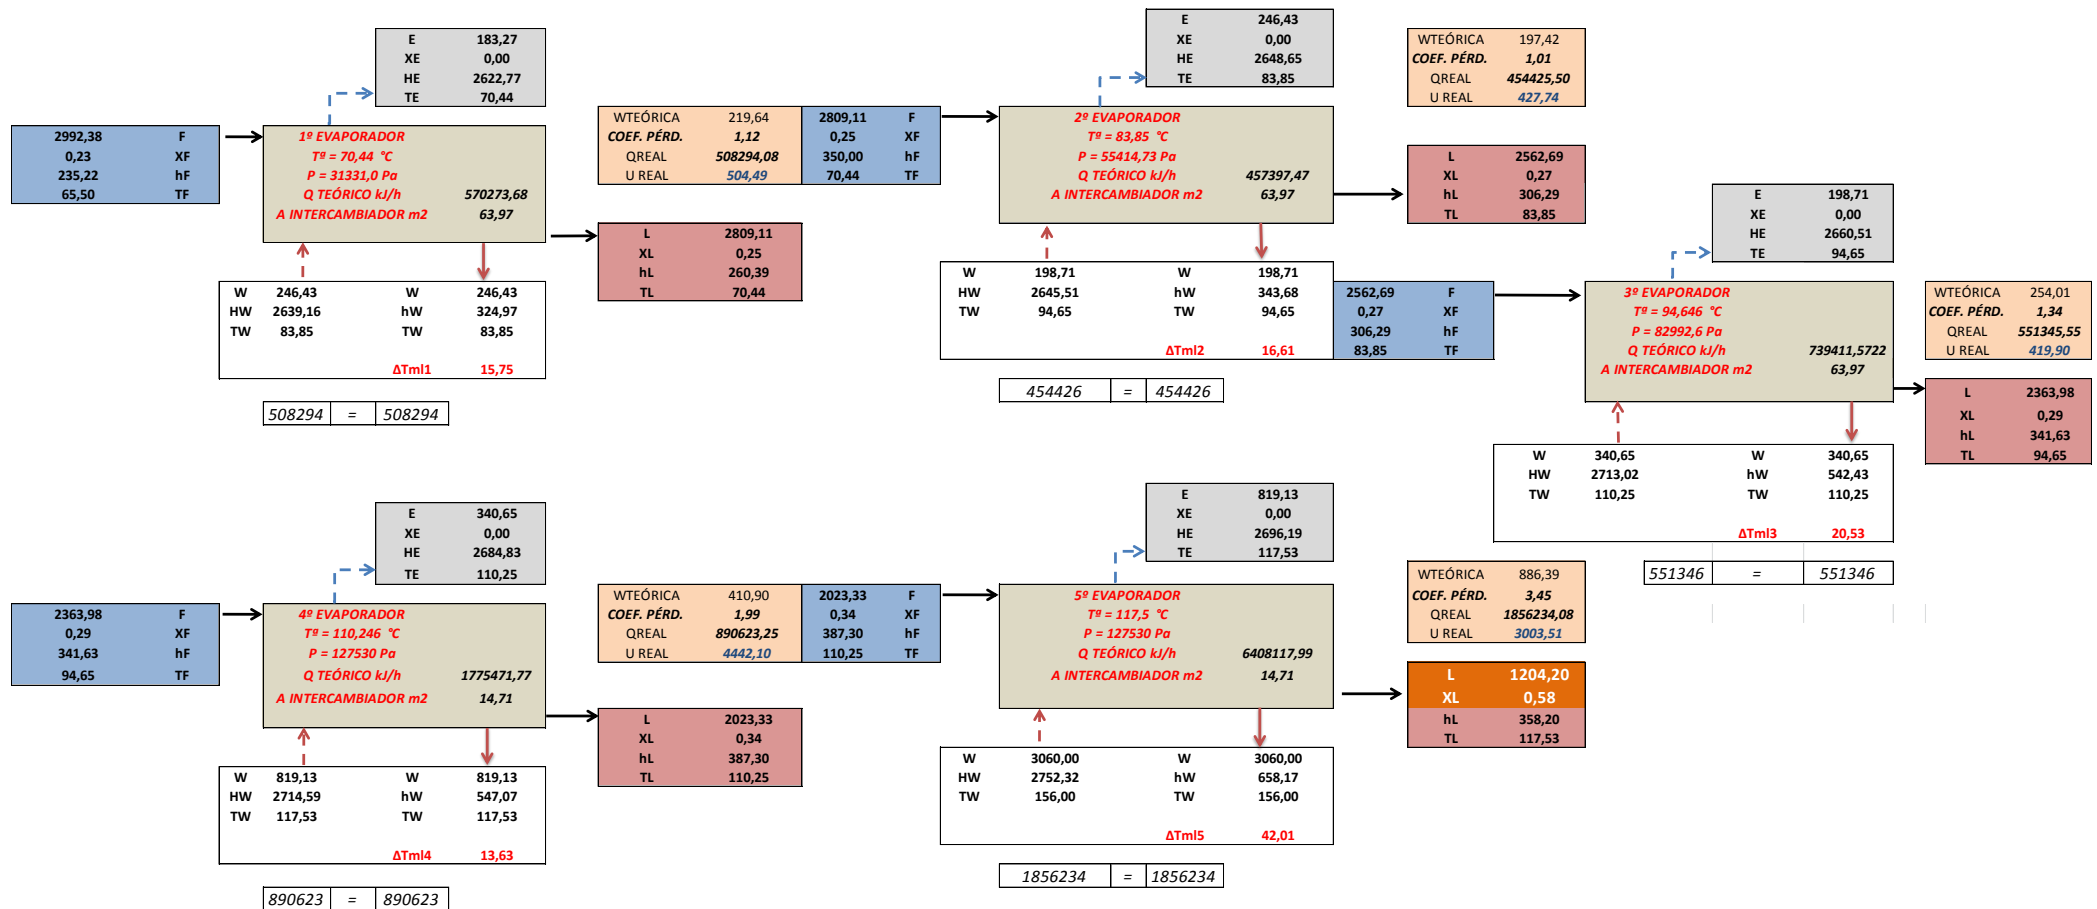 E 183,27
XE 0,00
HE 2622,77
TE 70,44
2992,38 F
0,23 XF
235,22 hF
65,50 TF
1º EVAPORADOR
Tª = 70,44 °C
P = 31331,0 Pa
Q TEÓRICO kJ/h 570273,68
A INTERCAMBIADOR m2 63,97
L 2809,11
XL 0,25
hL 260,39
TL 70,44
W 246,43 W 246,43
HW 2639,16 hW 324,97
TW 83,85 TW 83,85
ΔTml1 15,75
508294 = 508294
E 246,43
XE 0,00
HE 2648,65
TE 83,85
WTEÓRICA 219,64
COEF. PÉRD. 1,12
QREAL 508294,08
U REAL 504,49
2809,11 F
0,25 XF
350,00 hF
70,44 TF
2º EVAPORADOR
Tª = 83,85 °C
P = 55414,73 Pa
Q TEÓRICO kJ/h 457397,47
A INTERCAMBIADOR m2 63,97
WTEÓRICA 197,42
COEF. PÉRD. 1,01
QREAL 454425,50
U REAL 427,74
L 2562,69
XL 0,27
hL 306,29
TL 83,85
W 198,71 W 198,71
HW 2645,51 hW 343,68
TW 94,65 TW 94,65
ΔTml2 16,61
454426 = 454426
E 198,71
XE 0,00
HE 2660,51
TE 94,65
2562,69 F
0,27 XF
306,29 hF
83,85 TF
3º EVAPORADOR
Tª = 94,646 °C
P = 82992,6 Pa
Q TEÓRICO kJ/h 739411,5722
A INTERCAMBIADOR m2 63,97
WTEÓRICA 254,01
COEF. PÉRD. 1,34
QREAL 551345,55
U REAL 419,90
L 2363,98
XL 0,29
hL 341,63
TL 94,65
W 340,65 W 340,65
HW 2713,02 hW 542,43
TW 110,25 TW 110,25
ΔTml3 20,53
551346 = 551346
E 340,65
XE 0,00
HE 2684,83
TE 110,25
2363,98 F
0,29 XF
341,63 hF
94,65 TF
4º EVAPORADOR
Tª = 110,246 °C
P = 127530 Pa
Q TEÓRICO kJ/h 1775471,77
A INTERCAMBIADOR m2 14,71
L 2023,33
XL 0,34
hL 387,30
TL 110,25
W 819,13 W 819,13
HW 2714,59 hW 547,07
TW 117,53 TW 117,53
ΔTml4 13,63
890623 = 890623
E 819,13
XE 0,00
HE 2696,19
TE 117,53
WTEÓRICA 410,90
COEF. PÉRD. 1,99
QREAL 890623,25
U REAL 4442,10
2023,33 F
0,34 XF
387,30 hF
110,25 TF
5º EVAPORADOR
Tª = 117,5 °C
P = 127530 Pa
Q TEÓRICO kJ/h 6408117,99
A INTERCAMBIADOR m2 14,71
WTEÓRICA 886,39
COEF. PÉRD. 3,45
QREAL 1856234,08
U REAL 3003,51
L 1204,20
XL 0,58
hL 358,20
TL 117,53
W 3060,00 W 3060,00
HW 2752,32 hW 658,17
TW 156,00 TW 156,00
ΔTml5 42,01
1856234 = 1856234